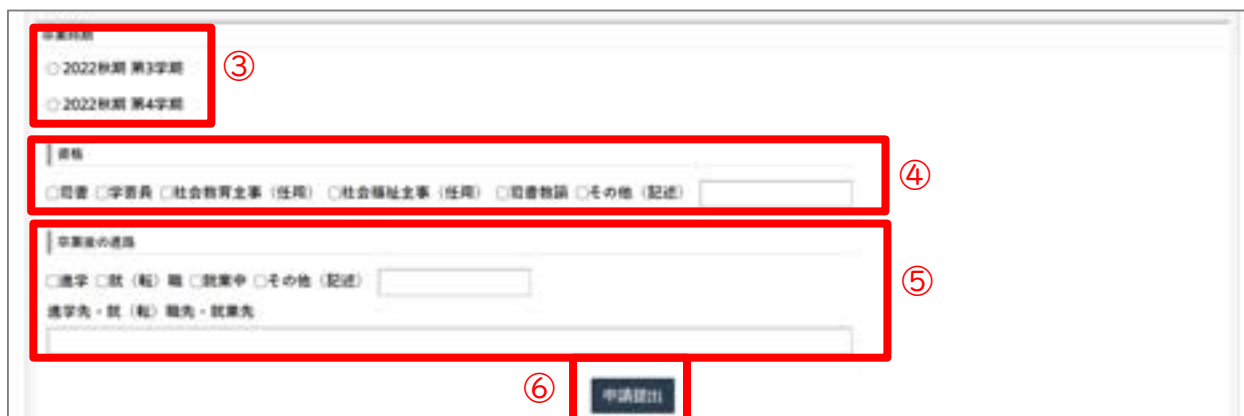 卒業時期
○2022秋期 第3学期
③
○2022秋期 第4学期
資格
④
□司書 □学芸員 □社会教育主事（任用） □社会福祉主事（任用） □司書教諭 □その他（記述）
卒業後の進路
□進学 □就（転）職 □就業中 □その他（記述）
⑤
進学先・就（転）職先・就業先
⑥
申請提出